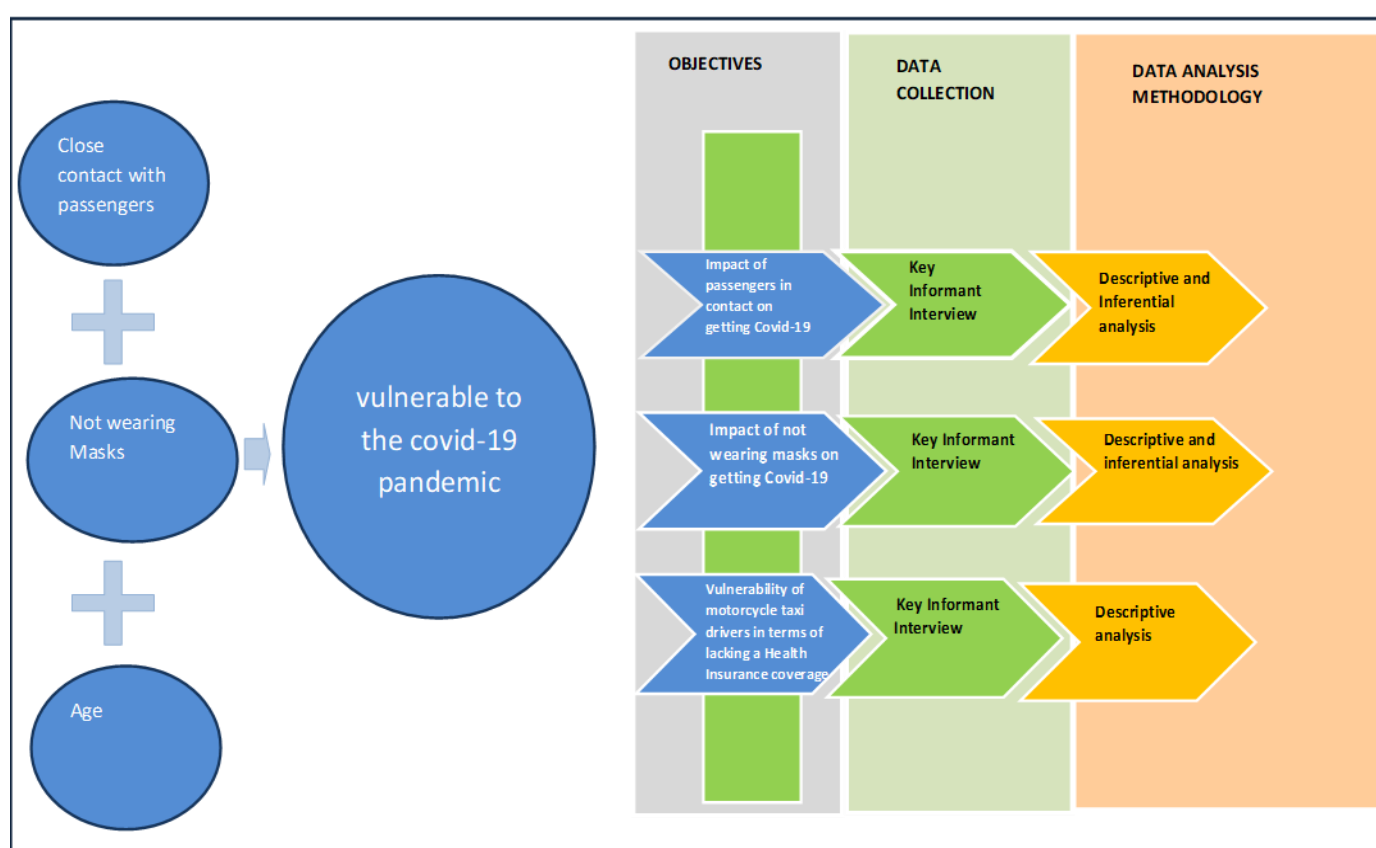 Close
contact with
passengers
Not wearing
Masks
Age
vulnerable to
the covid-19
pandemic
OBJECTIVES
DATA
COLLECTION
DATA ANALYSIS
METHODOLOGY
Impact of
passengers in
contact on
getting Covid-19
Key
Informant
Interview
Descriptive and
Inferential
analysis
Impact of not
wearing masks on
getting Covid-19
Key Informant
Interview
Descriptive and
inferential analysis
Vulnerability of
motorcycle taxi
drivers in terms of
lacking a Health
Insurance coverage
Key Informant
Interview
Descriptive
analysis